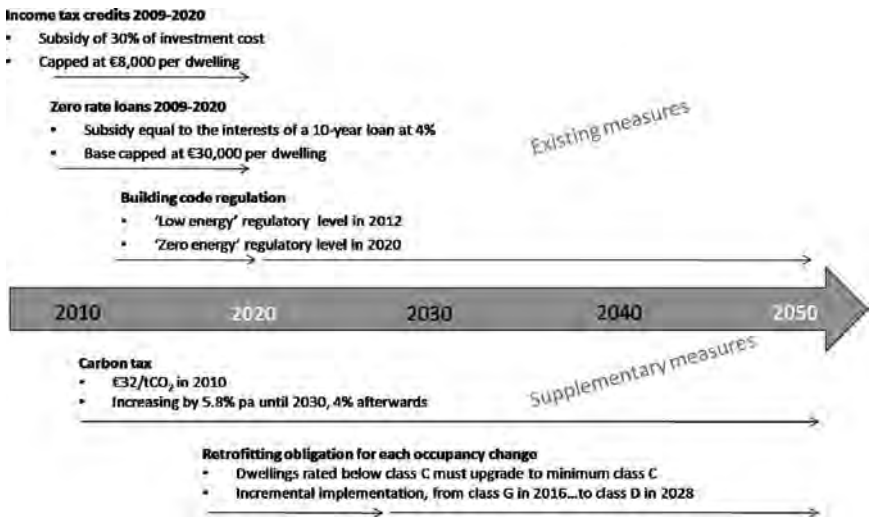 Income tax credits 2009-2020
• Subsidy of 30% of investment cost
• Capped at €8,000 per dwelling
Zero rate loans 2009-2020
• Subsidy equal to the interests of a 10-year loan at 4%
• Base capped at €30,000 per dwelling
Existing measures
Building code regulation
• ‘Low energy’ regulatory level in 2012
• ‘Zero energy’ regulatory level in 2020
2010 2020 2030 2040 2050
Carbon tax
• €32/tCO₂ in 2010
• Increasing by 5.8% pa until 2030, 4% afterwards
Supplementary measures
Retrofitting obligation for each occupancy change
• Dwellings rated below class C must upgrade to minimum class C
• Incremental implementation, from class G in 2016...to class D in 2028